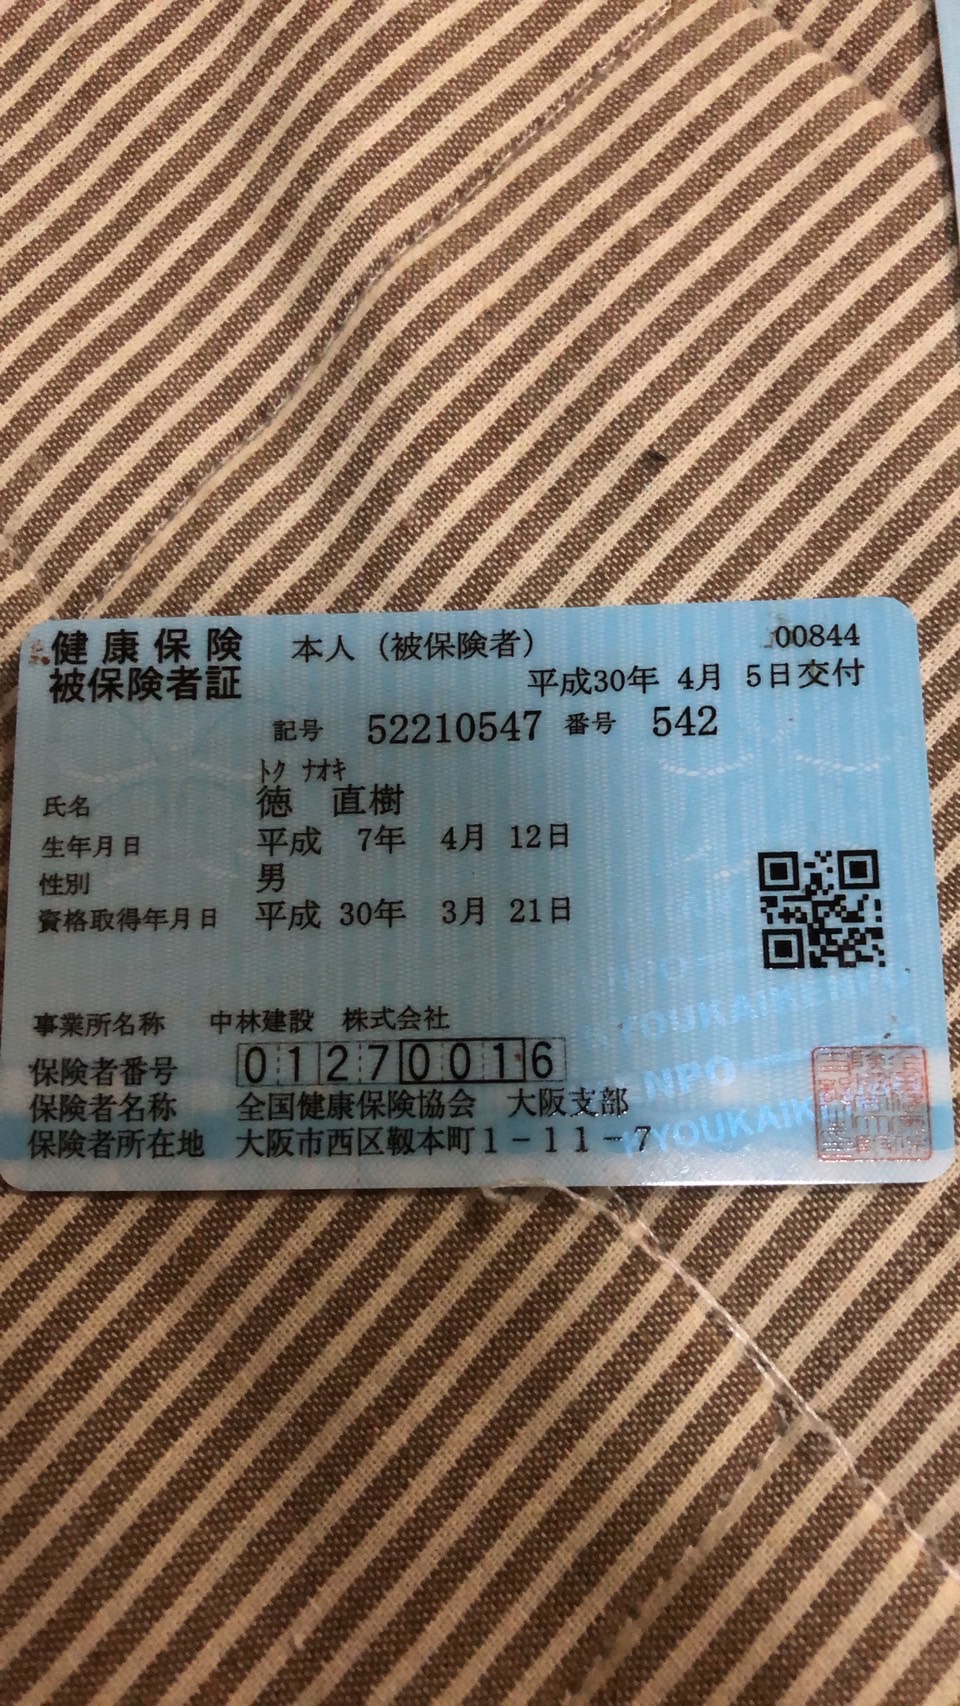 健康保険 本人（被保険者） 00844
被保険者証 平成30年 4月 5日交付
記号 52210547 番号 542
ﾄｸ ﾅｵｷ
氏名 徳 直樹
生年月日 平成 7年 4月 12日
性別 男
資格取得年月日 平成 30年 3月 21日
事業所名称 中林建設 株式会社
保険者番号 01270016
保険者名称 全国健康保険協会 大阪支部
保険者所在地 大阪市西区靱本町1－11－7
YOUKAIKENPO
NPO
KYOUKAIK